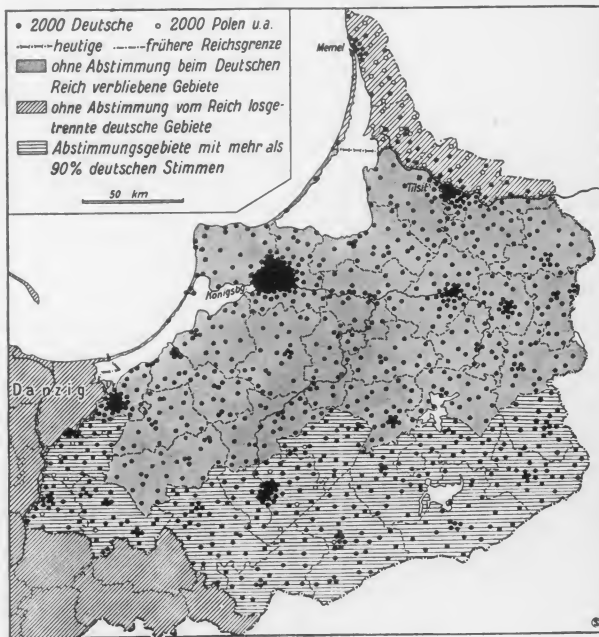 • 2000 Deutsche ○ 2000 Polen u.a.
heutige frühere Reichsgrenze
ohne Abstimmung beim Deutschen
Reich verbliebene Gebiete
ohne Abstimmung vom Reich losge-
trennte deutsche Gebiete
Abstimmungsgebiete mit mehr als
90% deutschen Stimmen
50 km
Memel
Tilsit
Königsbg.
Danzig